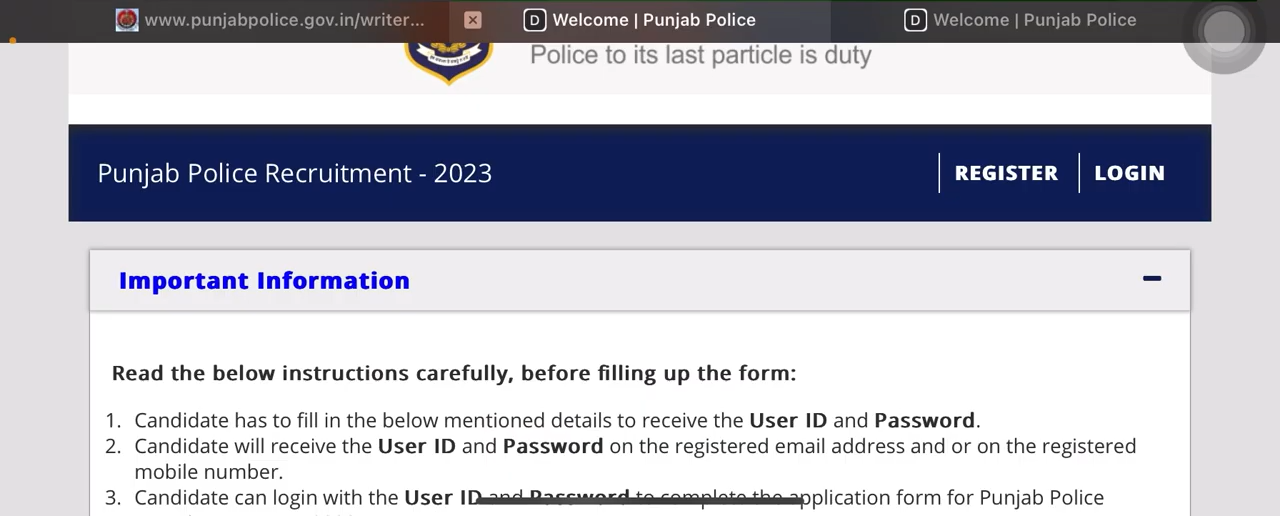 www.punjabpolice.gov.in/writer...
Welcome | Punjab Police
Welcome | Punjab Police
Police to its last particle is duty
Punjab Police Recruitment - 2023
REGISTER
LOGIN
Important Information
Read the below instructions carefully, before filling up the form:
1. Candidate has to fill in the below mentioned details to receive the User ID and Password.
2. Candidate will receive the User ID and Password on the registered email address and or on the registered
mobile number.
3. Candidate can login with the User ID and Password to complete the application form for Punjab Police